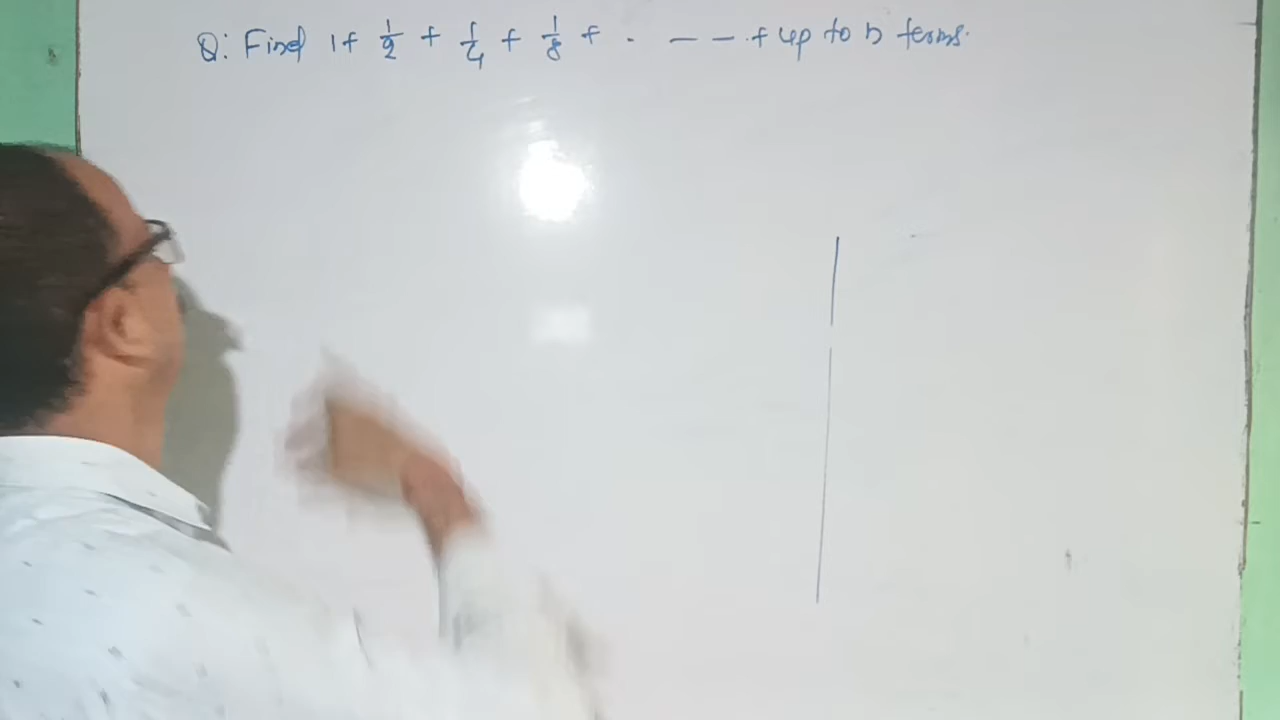 Q: Find 1+ 1/2 + 1/4 + 1/8 + . — — . + up to n terms.